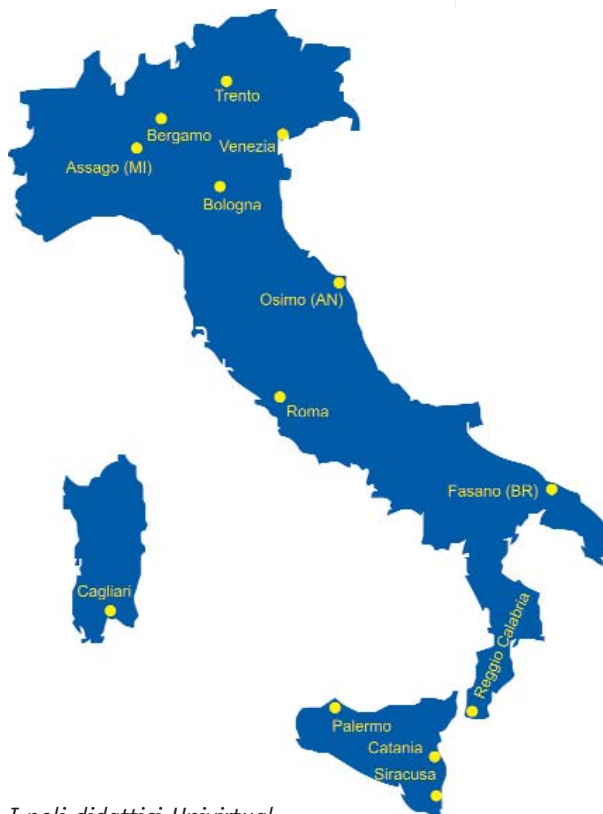 Trento
Bergamo
Venezia
Assago (MI)
Bologna
Osimo (AN)
Roma
Fasano (BR)
Cagliari
Reggio Calabria
Palermo
Catania
Siracusa
I poli didattici Univirtual